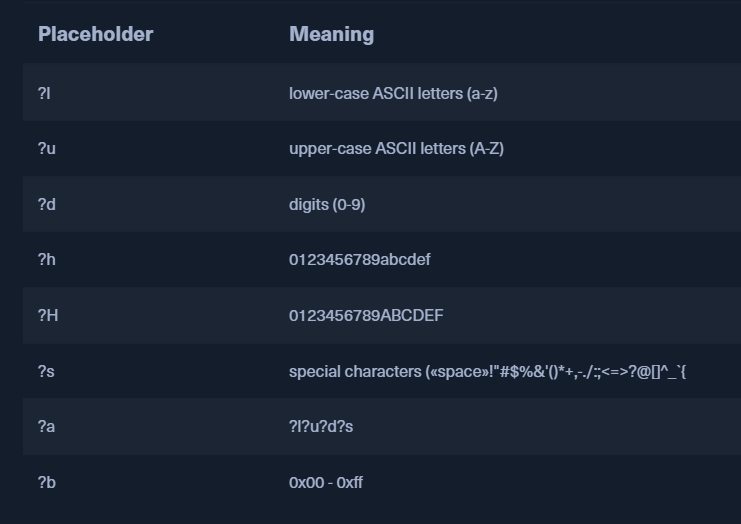 Placeholder Meaning
?l lower-case ASCII letters (a-z)
?u upper-case ASCII letters (A-Z)
?d digits (0-9)
?h 0123456789abcdef
?H 0123456789ABCDEF
?s special characters («space»!"#$%&'()*+,-./:;<=>?@[]^_`{
?a ?l?u?d?s
?b 0x00 - 0xff